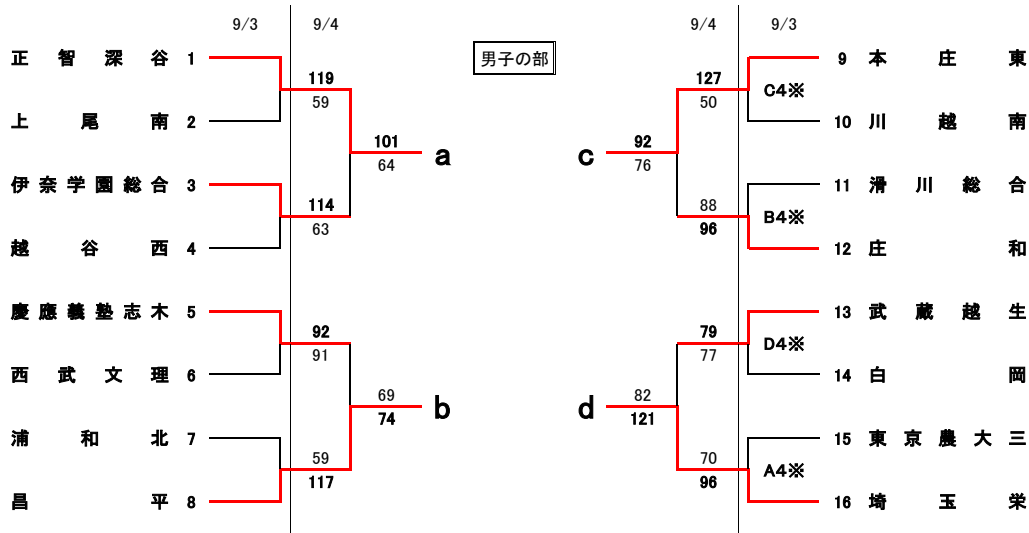 9/3 9/4 9/4 9/3
男子の部
正智深谷 1 119 127 9 本庄東
59 50 C4※
上尾南 2 10 川越南
101 a c 92
64 76
伊奈学園総合 3 114 88 11 滑川総合
63 96 B4※
越谷西 4 12 庄和
慶應義塾志木 5 92 79 13 武蔵越生
91 77 D4※
西武文理 6 14 白岡
69 b d 82
74 121
浦和北 7 59 70 15 東京農大三
117 96 A4※
昌平 8 16 埼玉栄